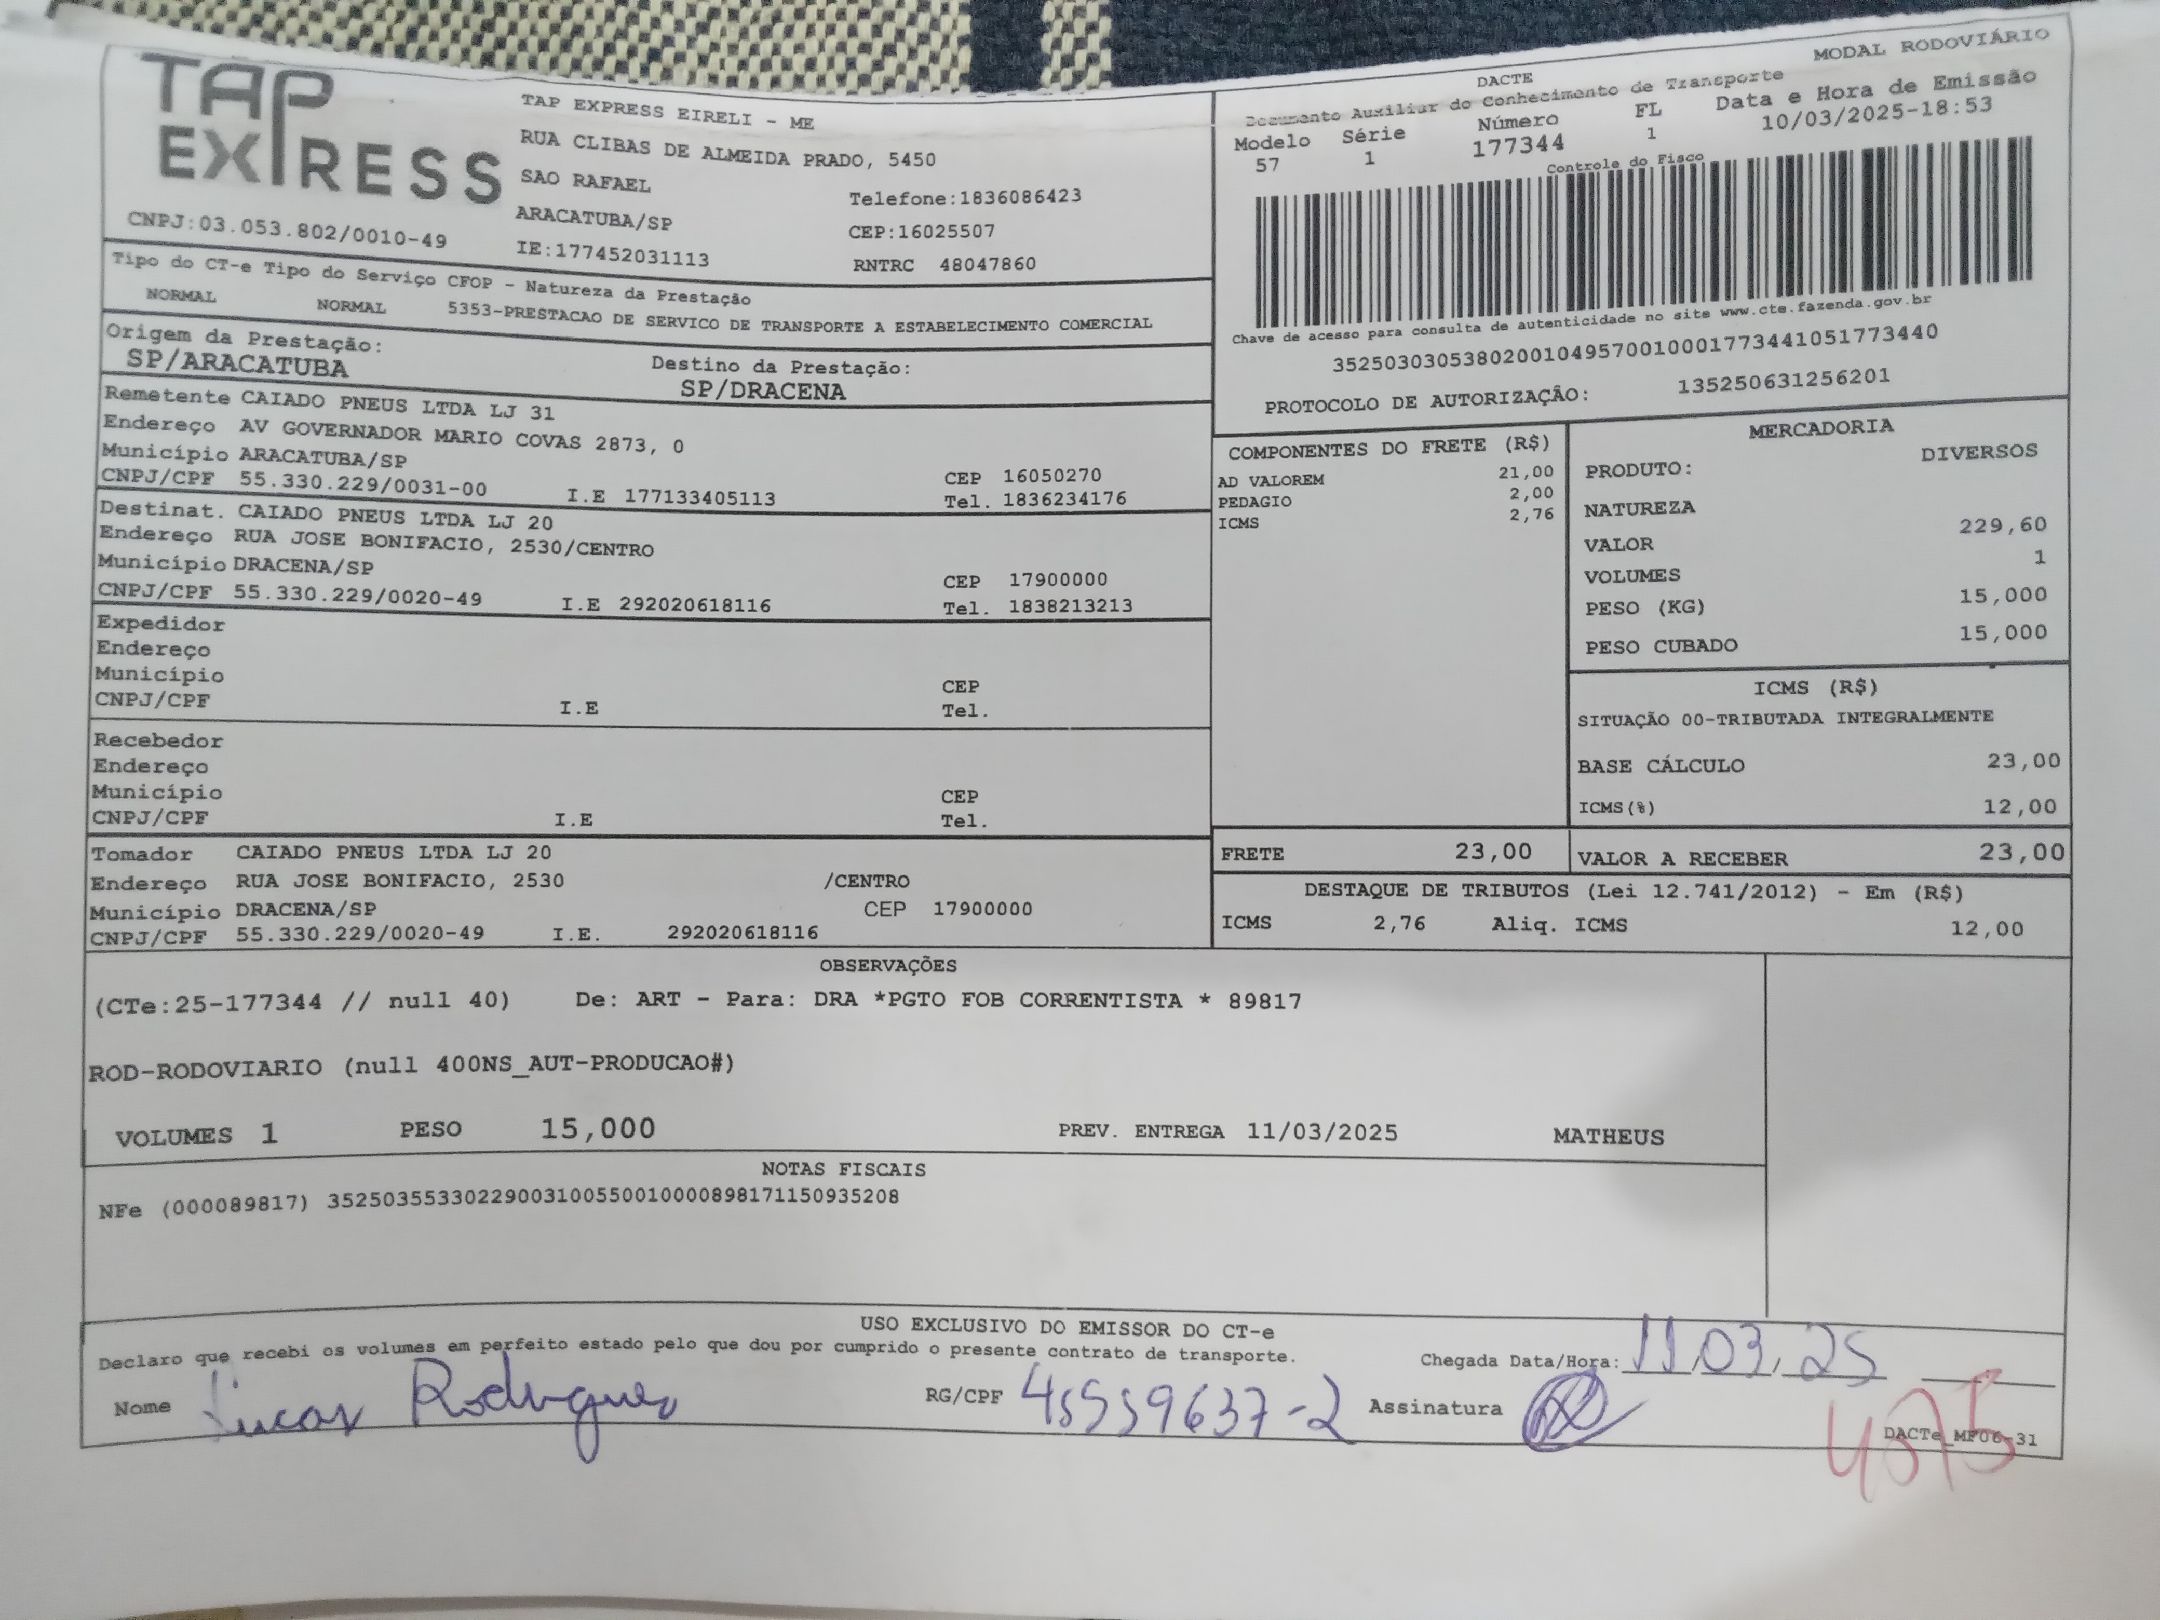 TAP
EXPRESS
CNPJ:03.053.802/0010-49
TAP EXPRESS EIRELI - ME
RUA CLIBAS DE ALMEIDA PRADO, 5450
SAO RAFAEL
Telefone:1836086423
ARACATUBA/SP
CEP:16025507
IE:177452031113
RNTRC 48047860
MODAL RODOVIÁRIO
DACTE
Documento Auxiliar do Conhecimento de Transporte
Modelo Série Número FL Data e Hora de Emissão
57 1 177344 1 10/03/2025-18:53
Controle do Fisco
Chave de acesso para consulta de autenticidade no site www.cte.fazenda.gov.br
35250303053802001049570010001773441051773440
PROTOCOLO DE AUTORIZAÇÂO: 135250631256201
Tipo do CT-e Tipo do Serviço CFOP - Natureza da Prestação
NORMAL NORMAL 5353-PRESTACAO DE SERVICO DE TRANSPORTE A ESTABELECIMENTO COMERCIAL
Origem da Prestação: Destino da Prestação:
SP/ARACATUBA SP/DRACENA
Remetente CAIADO PNEUS LTDA LJ 31
Endereço AV GOVERNADOR MARIO COVAS 2873, 0
Município ARACATUBA/SP CEP 16050270
CNPJ/CPF 55.330.229/0031-00 I.E 177133405113 Tel. 1836234176
Destinat. CAIADO PNEUS LTDA LJ 20
Endereço RUA JOSE BONIFACIO, 2530/CENTRO
Município DRACENA/SP CEP 17900000
CNPJ/CPF 55.330.229/0020-49 I.E 292020618116 Tel. 1838213213
Expedidor
Endereço
Município CEP
CNPJ/CPF I.E Tel.
Recebedor
Endereço
Município CEP
CNPJ/CPF I.E Tel.
Tomador CAIADO PNEUS LTDA LJ 20
Endereço RUA JOSE BONIFACIO, 2530 /CENTRO
Município DRACENA/SP CEP 17900000
CNPJ/CPF 55.330.229/0020-49 I.E. 292020618116
COMPONENTES DO FRETE (R$)
AD VALOREM 21,00
PEDAGIO 2,00
ICMS 2,76
MERCADORIA
PRODUTO: DIVERSOS
NATUREZA
VALOR 229,60
VOLUMES 1
PESO (KG) 15,000
PESO CUBADO 15,000
ICMS (R$)
SITUAÇÃO 00-TRIBUTADA INTEGRALMENTE
BASE CÁLCULO 23,00
ICMS(%) 12,00
FRETE 23,00 VALOR A RECEBER 23,00
DESTAQUE DE TRIBUTOS (Lei 12.741/2012) - Em (R$)
ICMS 2,76 Aliq. ICMS 12,00
OBSERVAÇÕES
(CTe:25-177344 // null 40) De: ART - Para: DRA *PGTO FOB CORRENTISTA * 89817
ROD-RODOVIARIO (null 400NS_AUT-PRODUCAO#)
VOLUMES 1 PESO 15,000 PREV. ENTREGA 11/03/2025 MATHEUS
NOTAS FISCAIS
NFe (000089817) 35250355330229003100550010000898171150935208
USO EXCLUSIVO DO EMISSOR DO CT-e
Declaro que recebi os volumes em perfeito estado pelo que dou por cumprido o presente contrato de transporte.
Chegada Data/Hora: 11/03/25
Nome Lucas Rodrigues RG/CPF 45559637-2 Assinatura
DACTe_MF06-31